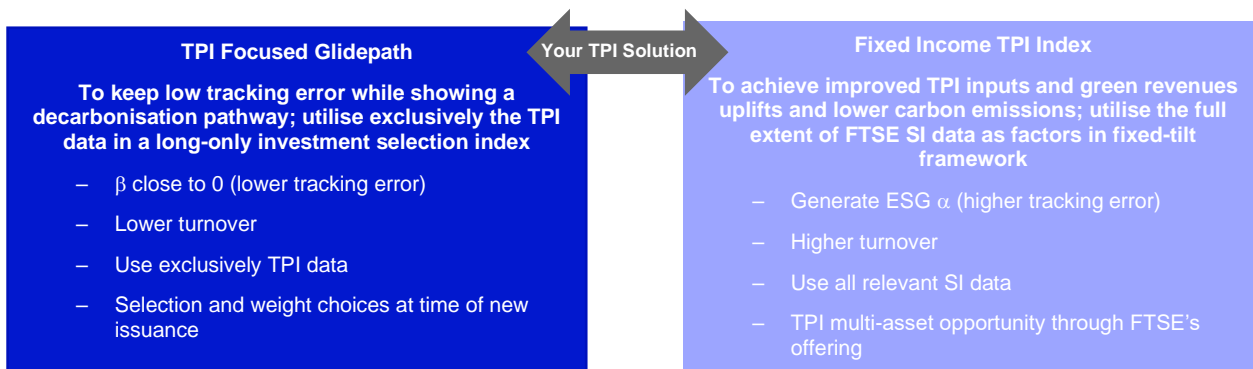 TPI Focused Glidepath
To keep low tracking error while showing a
decarbonisation pathway; utilise exclusively the TPI
data in a long-only investment selection index
– β close to 0 (lower tracking error)
– Lower turnover
– Use exclusively TPI data
– Selection and weight choices at time of new
issuance
Your TPI Solution
Fixed Income TPI Index
To achieve improved TPI inputs and green revenues
uplifts and lower carbon emissions; utilise the full
extent of FTSE SI data as factors in fixed-tilt
framework
– Generate ESG α (higher tracking error)
– Higher turnover
– Use all relevant SI data
– TPI multi-asset opportunity through FTSE's
offering